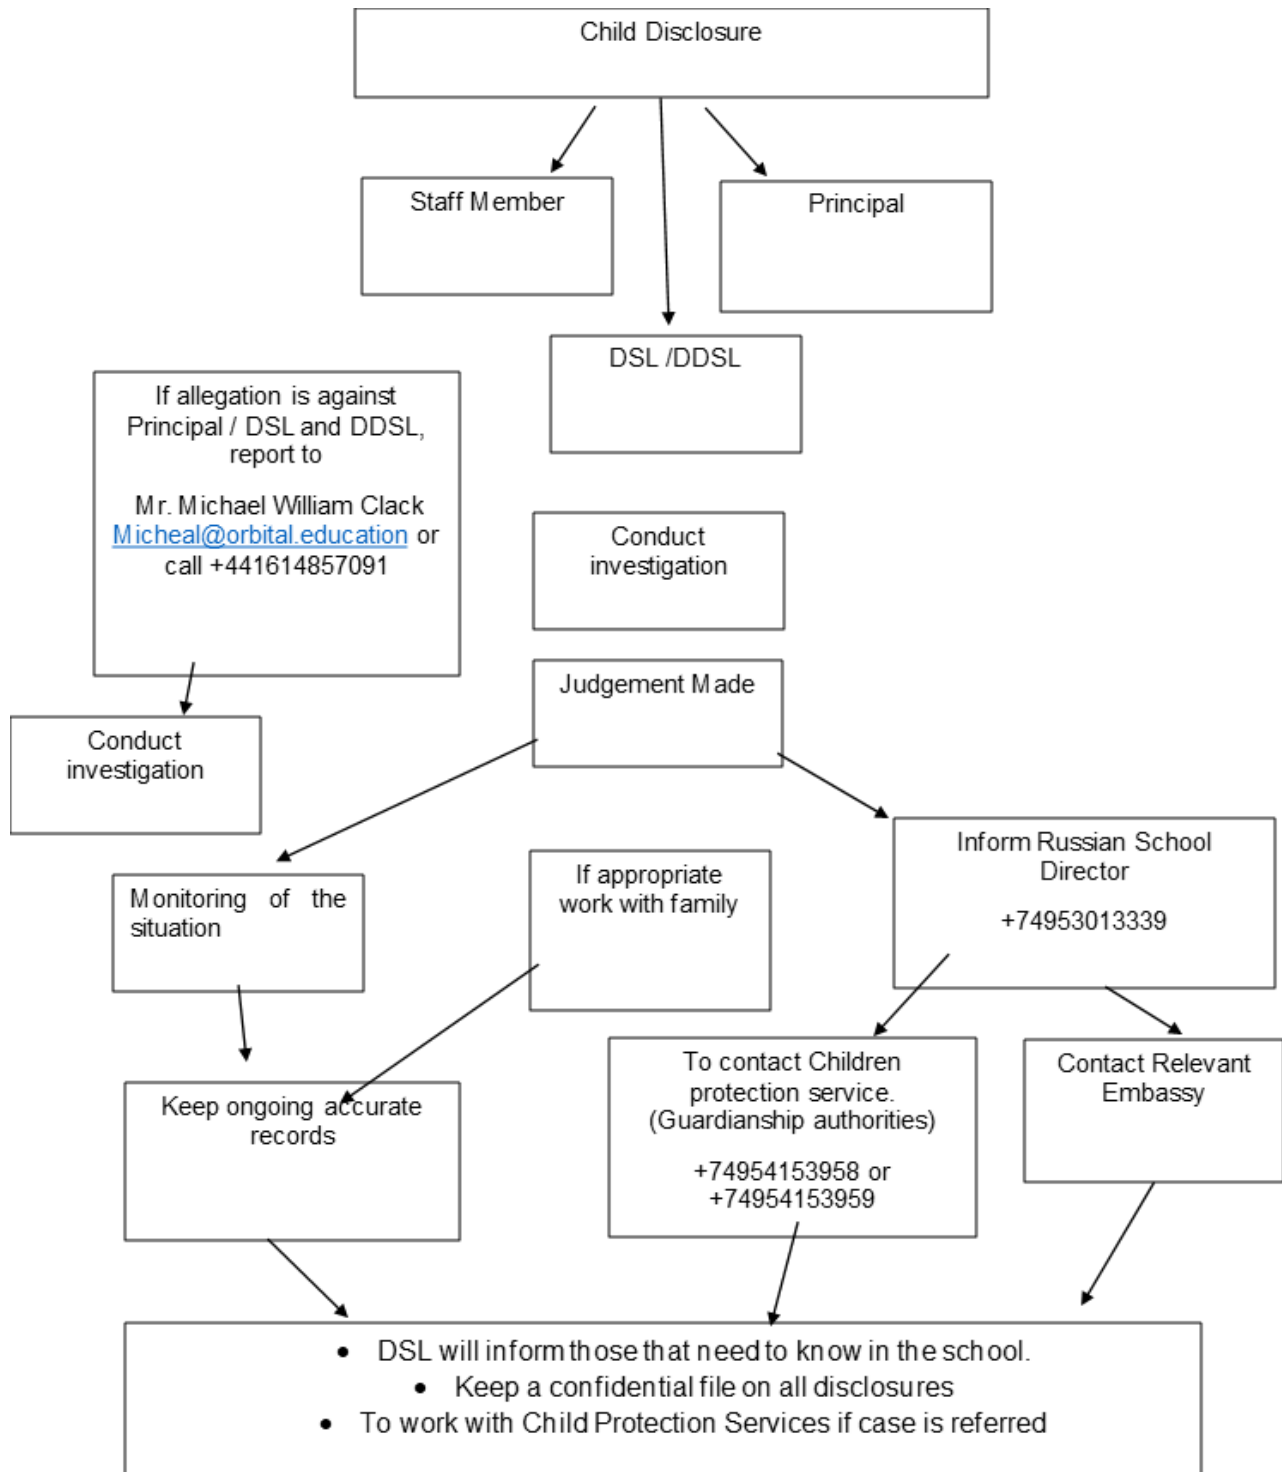 Child Disclosure
Staff Member
Principal
DSL /DDSL
If allegation is against
Principal / DSL and DDSL,
report to
Mr. Michael William Clack
Micheal@orbital.education or
call +441614857091
Conduct
investigation
Judgement Made
Conduct
investigation
Inform Russian School
Director
+74953013339
If appropriate
work with family
Monitoring of the
situation
To contact Children
protection service.
(Guardianship authorities)
+74954153958 or
+74954153959
Contact Relevant
Embassy
Keep ongoing accurate
records
• DSL will inform those that need to know in the school.
• Keep a confidential file on all disclosures
• To work with Child Protection Services if case is referred